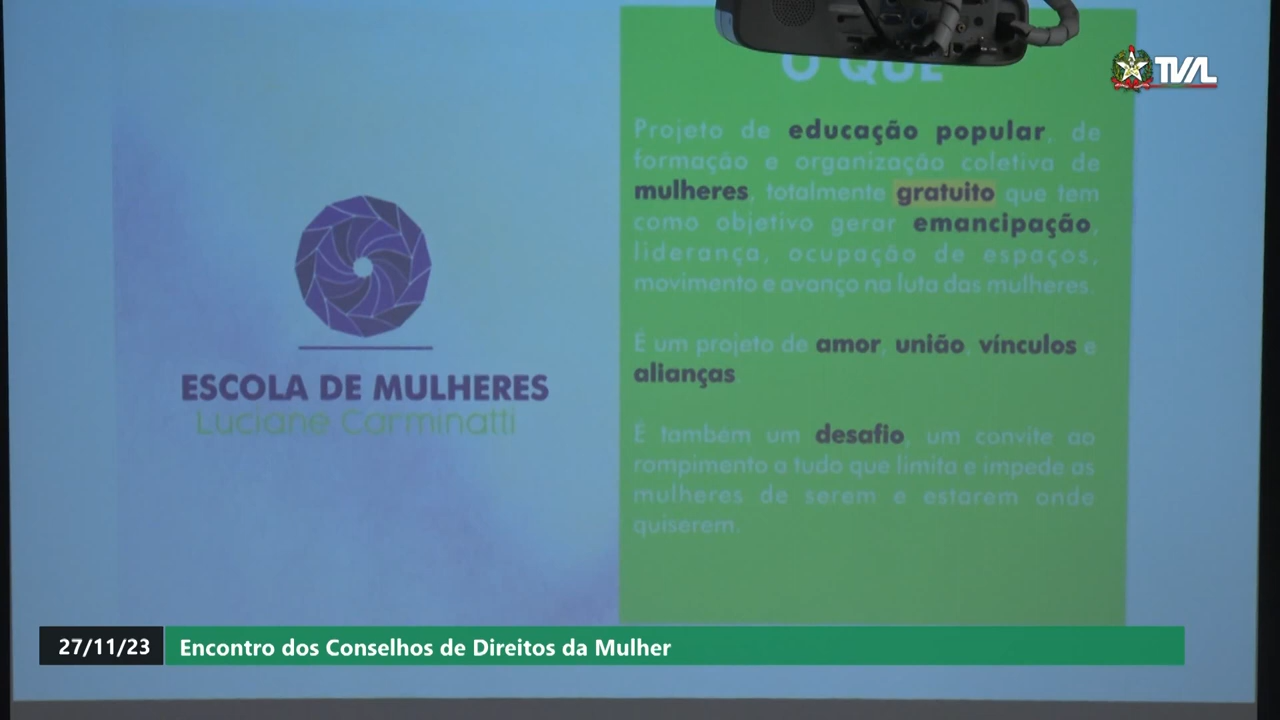 TVAL
O QUE
Projeto de educação popular, de
formação e organização coletiva de
mulheres, totalmente gratuito que tem
como objetivo gerar emancipação,
liderança, ocupação de espaços,
movimento e avanço na luta das mulheres.
É um projeto de amor, união, vínculos e
alianças
É também um desafio, um convite ao
rompimento a tudo que limita e impede as
mulheres de serem e estarem onde
quiserem.
ESCOLA DE MULHERES
Luciane Carminatti
27/11/23 Encontro dos Conselhos de Direitos da Mulher